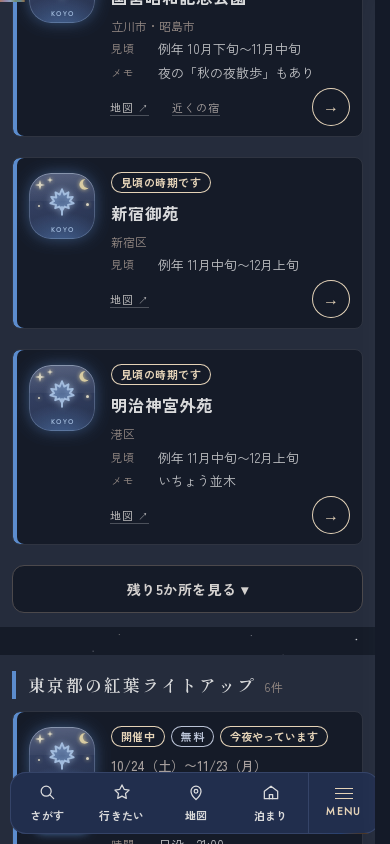 KOYO
立川市・昭島市
見頃 例年 10月下旬〜11月中旬
メモ 夜の「秋の夜散歩」もあり
地図 ↗ 近くの宿
→
見頃の時期です
KOYO
新宿御苑
新宿区
見頃 例年 11月中旬〜12月上旬
地図 ↗
→
見頃の時期です
KOYO
明治神宮外苑
港区
見頃 例年 11月中旬〜12月上旬
メモ いちょう並木
地図 ↗
→
残り5か所を見る ▾
東京都の紅葉ライトアップ 6件
開催中 無料 今夜やっています
10/24（土）〜11/23（月）
さがす 行きたい 地図 泊まり MENU